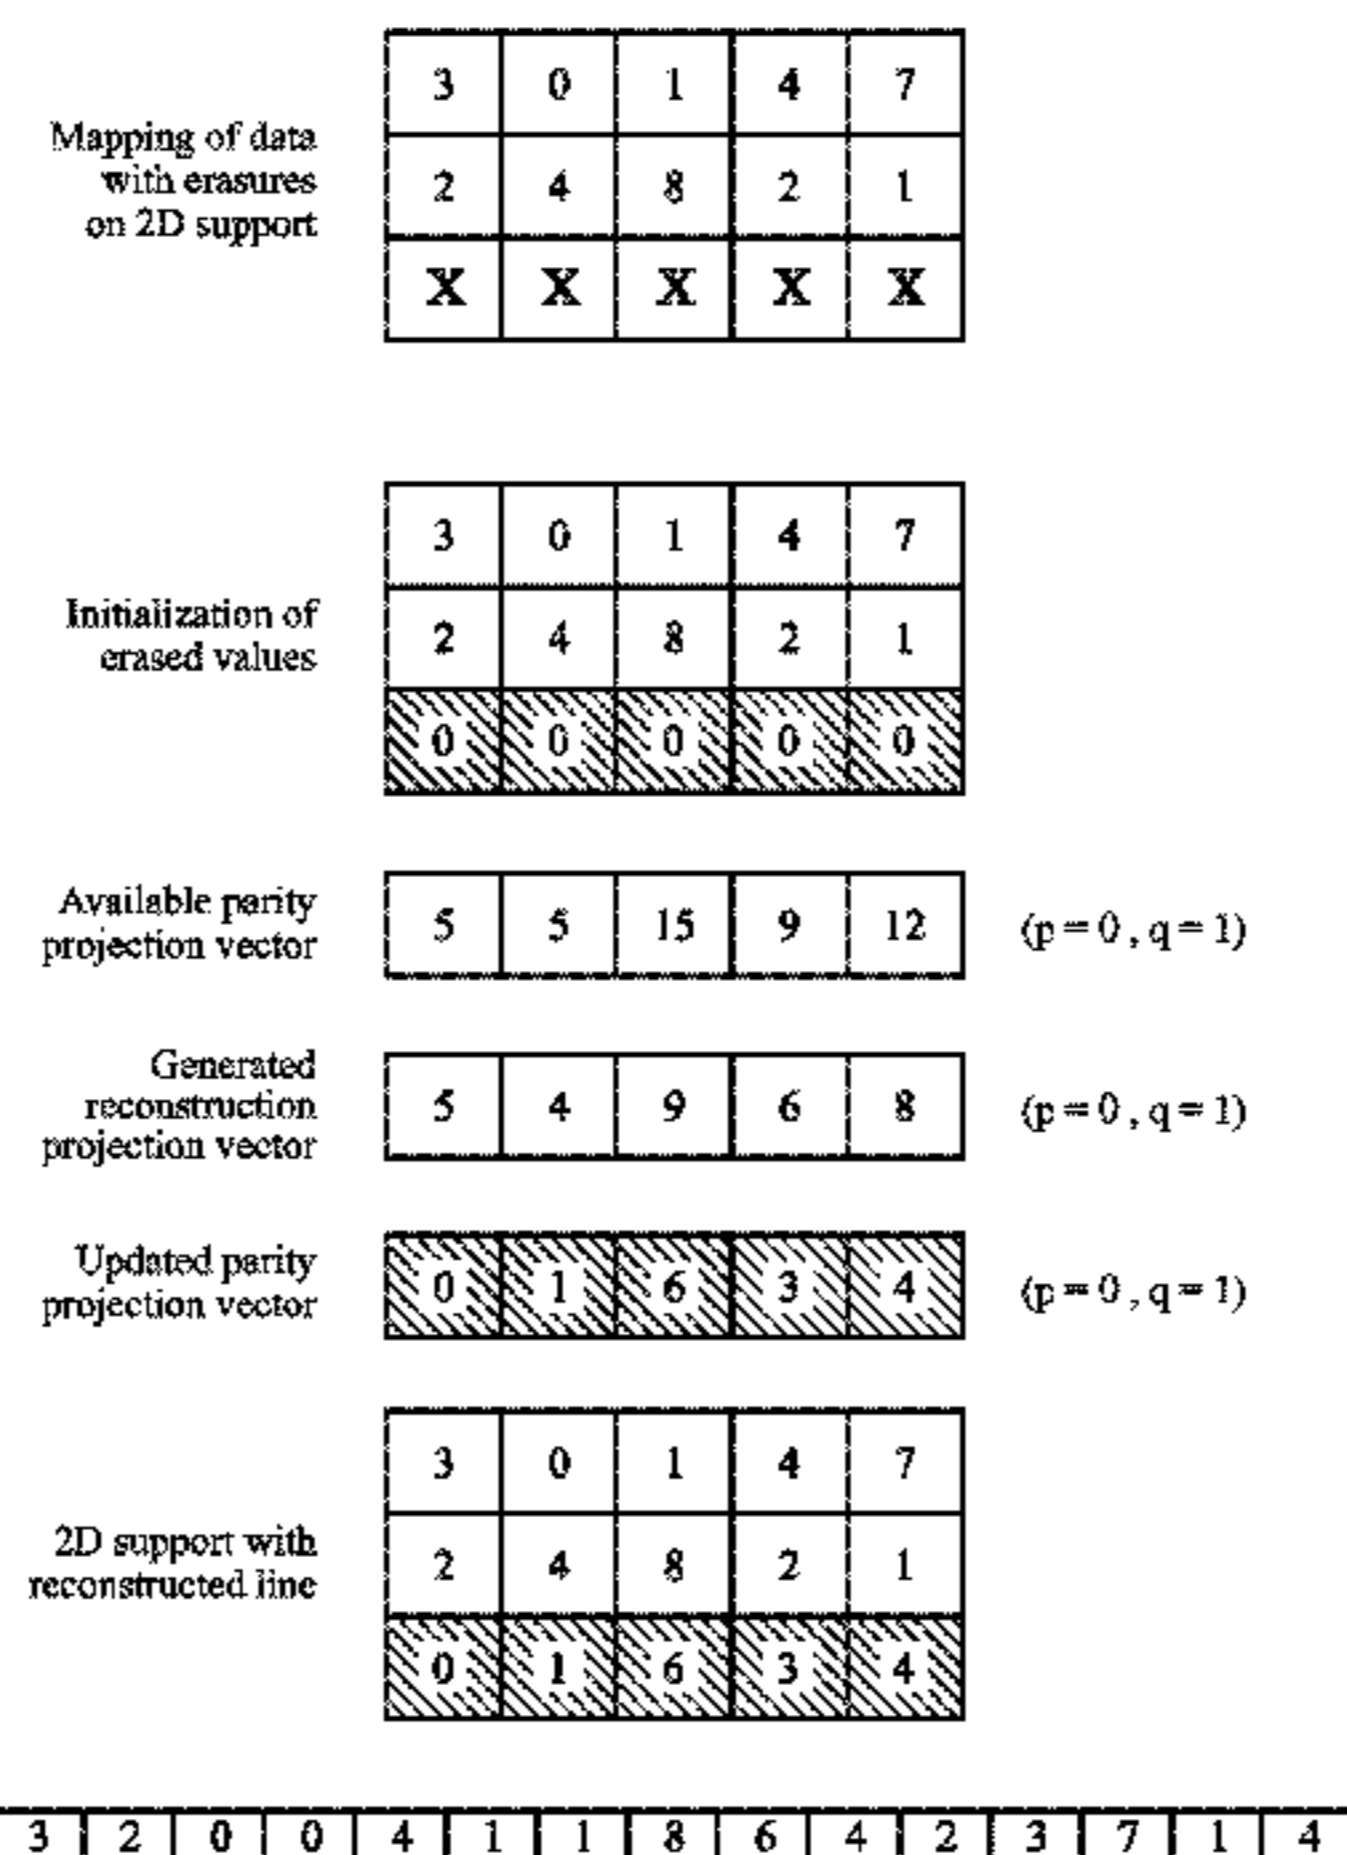 3 0 1 4 7
Mapping of data
with erasures
on 2D support
2 4 8 2 1
X X X X X
3 0 1 4 7
Initialization of
erased values
2 4 8 2 1
0 0 0 0 0
Available parity
projection vector
5 5 15 9 12
(p = 0 , q = 1)
Generated
reconstruction
projection vector
5 4 9 6 8
(p = 0 , q = 1)
Updated parity
projection vector
0 1 6 3 4
(p = 0 , q = 1)
3 0 1 4 7
2D support with
reconstructed line
2 4 8 2 1
0 1 6 3 4
3 2 0 0 4 1 1 8 6 4 2 3 7 1 4